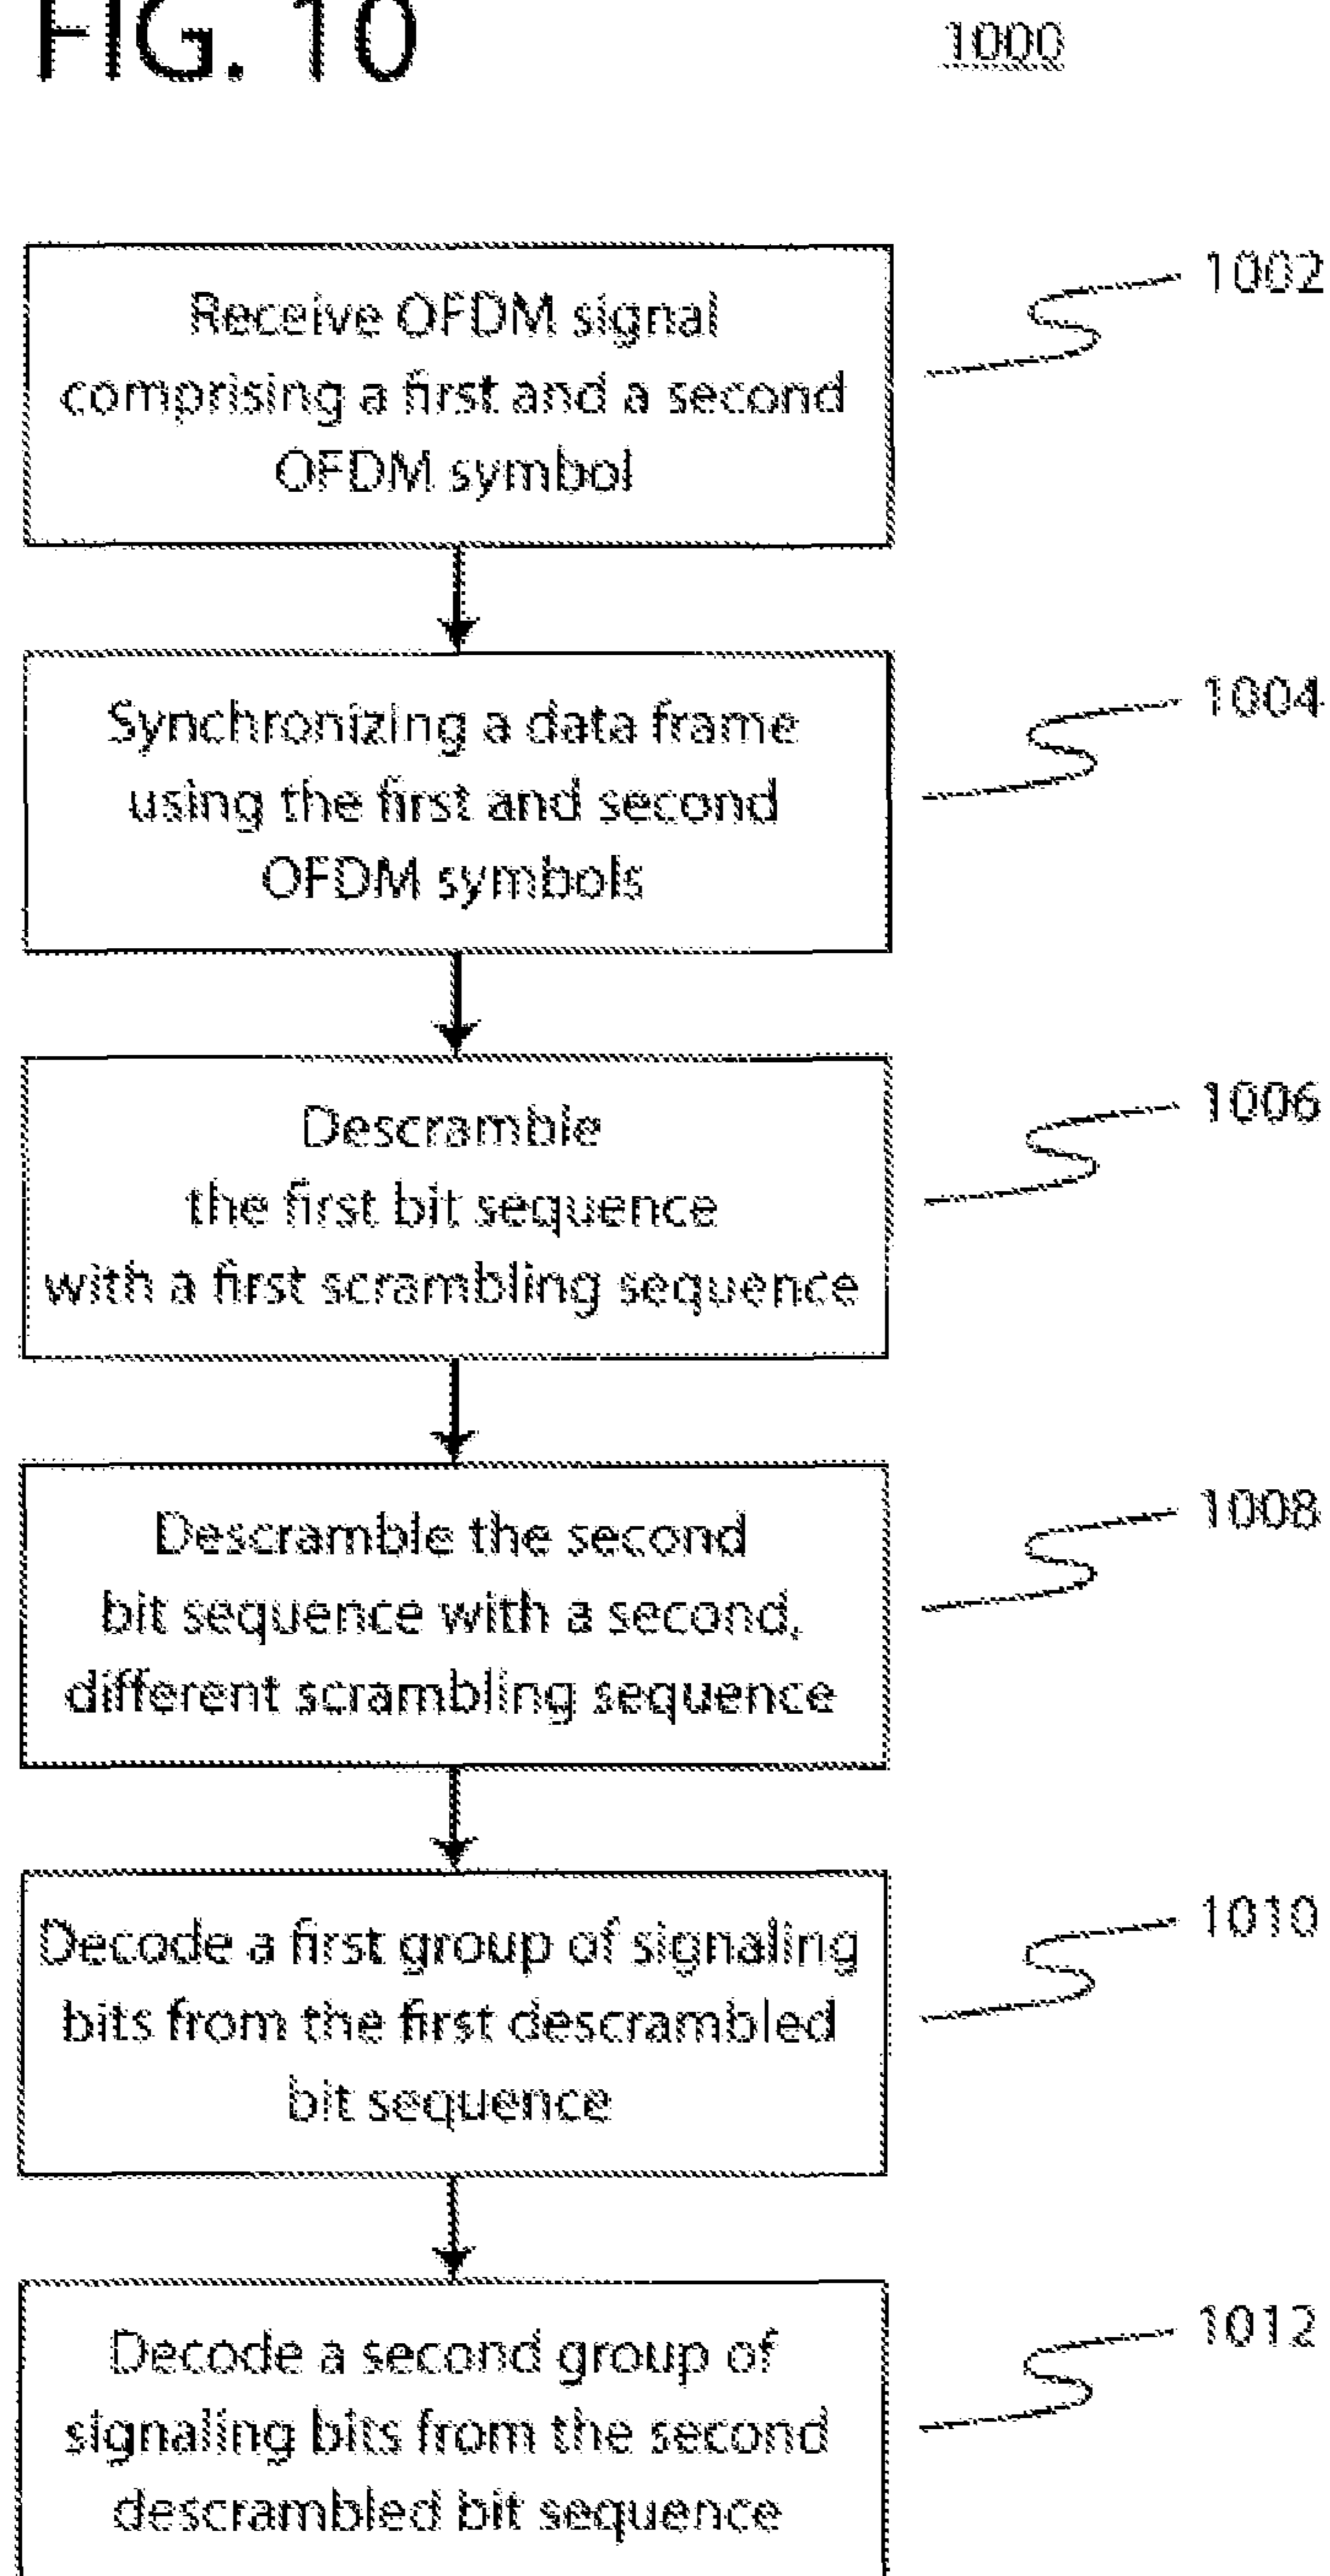 FIG. 10
1000
Receive OFDM signal
comprising a first and a second
OFDM symbol
1002
Synchronizing a data frame
using the first and second
OFDM symbols
1004
Descramble
the first bit sequence
with a first scrambling sequence
1006
Descramble the second
bit sequence with a second,
different scrambling sequence
1008
Decode a first group of signaling
bits from the first descrambled
bit sequence
1010
Decode a second group of
signaling bits from the second
descrambled bit sequence
1012